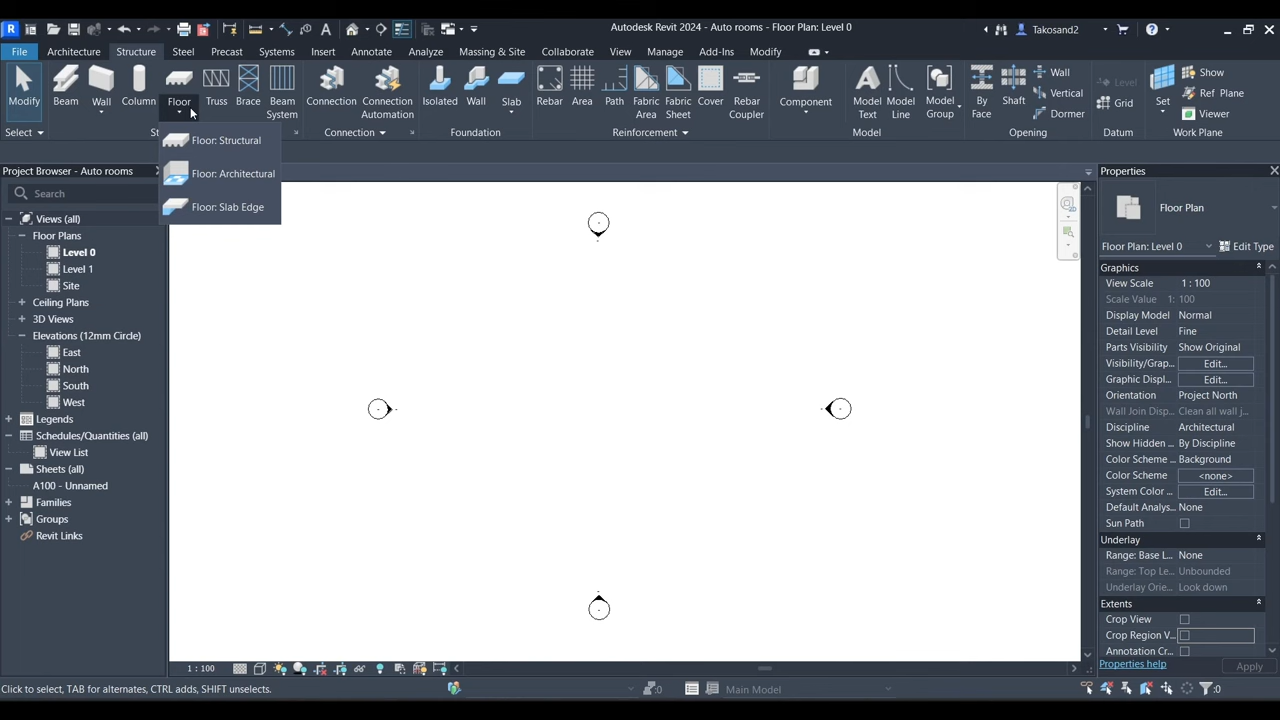 Autodesk Revit 2024 - Auto rooms - Floor Plan: Level 0
Takosand2
File Architecture Structure Steel Precast Systems Insert Annotate Analyze Massing & Site Collaborate View Manage Add-Ins Modify
Modify Beam Wall Column Floor Truss Brace Beam System Connection Connection Automation Isolated Wall Slab Rebar Area Path Fabric Area Fabric Sheet Cover Rebar Coupler Component Model Text Model Line Model Group By Face Shaft Wall Vertical Dormer Level Grid Set Show Ref Plane Viewer
Select Connection Foundation Reinforcement Model Opening Datum Work Plane
Floor: Structural
Floor: Architectural
Floor: Slab Edge
Project Browser - Auto rooms
Search
Views (all)
Floor Plans
Level 0
Level 1
Site
Ceiling Plans
3D Views
Elevations (12mm Circle)
East
North
South
West
Legends
Schedules/Quantities (all)
View List
Sheets (all)
A100 - Unnamed
Families
Groups
Revit Links
Properties
Floor Plan
Floor Plan: Level 0 Edit Type
Graphics
View Scale 1 : 100
Scale Value 1: 100
Display Model Normal
Detail Level Fine
Parts Visibility Show Original
Visibility/Grap... Edit...
Graphic Displ... Edit...
Orientation Project North
Wall Join Disp... Clean all wall j...
Discipline Architectural
Show Hidden ... By Discipline
Color Scheme ... Background
Color Scheme <none>
System Color ... Edit...
Default Analys... None
Sun Path
Underlay
Range: Base L... None
Range: Top Le... Unbounded
Underlay Orie... Look down
Extents
Crop View
Crop Region V...
Annotation Cr...
Properties help Apply
1 : 100
Click to select, TAB for alternates, CTRL adds, SHIFT unselects.
:0
Main Model
:0